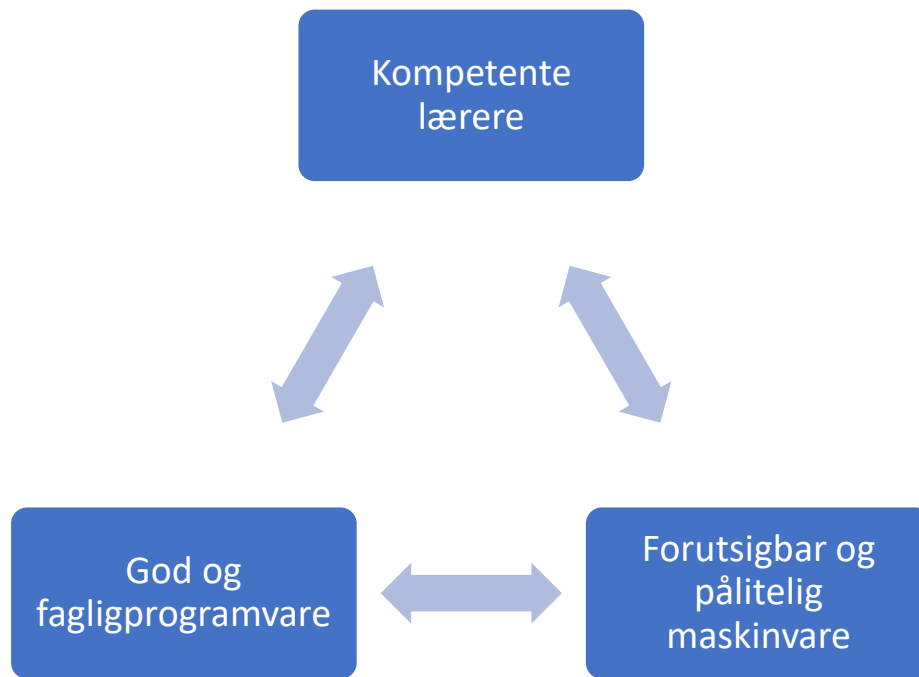 Kompetente
lærere
God og
fagligprogramvare
Forutsigbar og
pålitelig
maskinvare